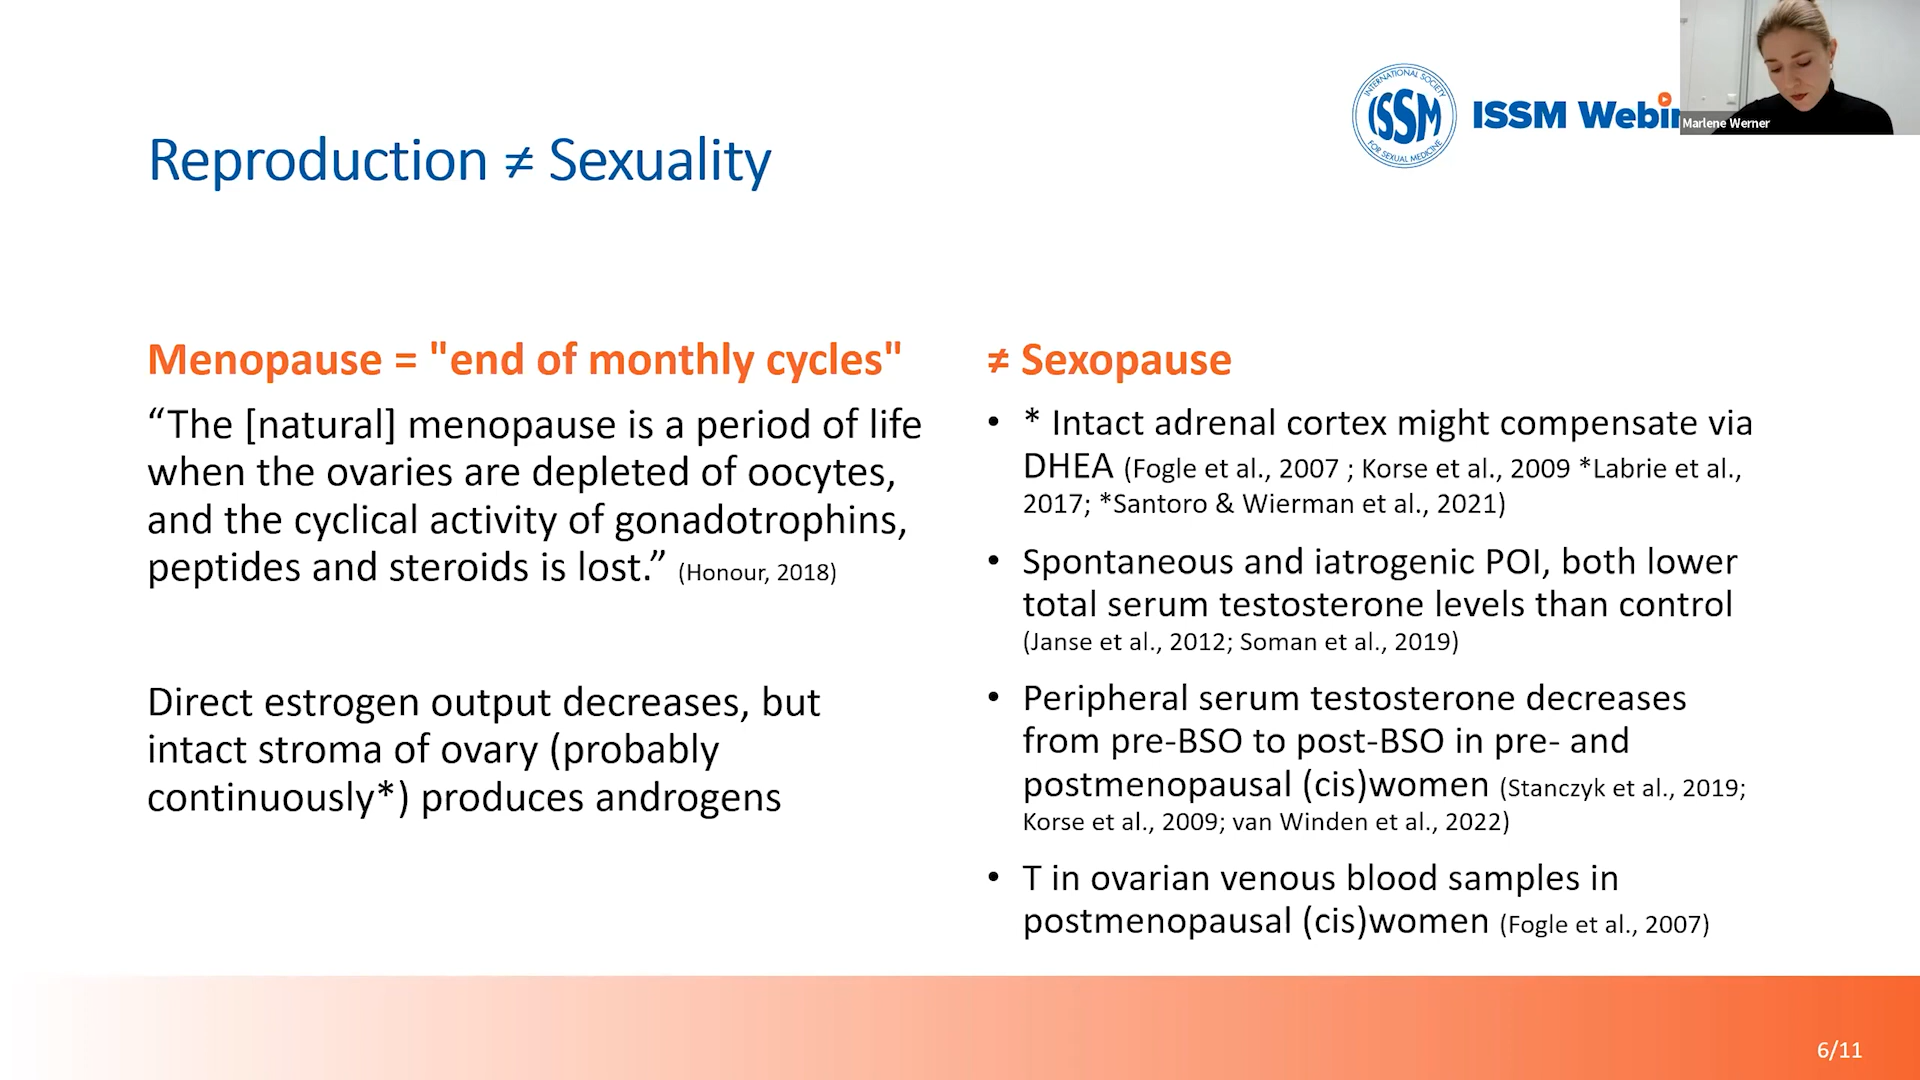 Reproduction ≠ Sexuality
INTERNATIONAL SOCIETY
ISSM
FOR SEXUAL MEDICINE
ISSM Webin
Marlene Werner
Menopause = "end of monthly cycles"
“The [natural] menopause is a period of life
when the ovaries are depleted of oocytes,
and the cyclical activity of gonadotrophins,
peptides and steroids is lost.” (Honour, 2018)
Direct estrogen output decreases, but
intact stroma of ovary (probably
continuously*) produces androgens
≠ Sexopause
• * Intact adrenal cortex might compensate via
DHEA (Fogle et al., 2007 ; Korse et al., 2009 *Labrie et al.,
2017; *Santoro & Wierman et al., 2021)
• Spontaneous and iatrogenic POI, both lower
total serum testosterone levels than control
(Janse et al., 2012; Soman et al., 2019)
• Peripheral serum testosterone decreases
from pre-BSO to post-BSO in pre- and
postmenopausal (cis)women (Stanczyk et al., 2019;
Korse et al., 2009; van Winden et al., 2022)
• T in ovarian venous blood samples in
postmenopausal (cis)women (Fogle et al., 2007)
6/11